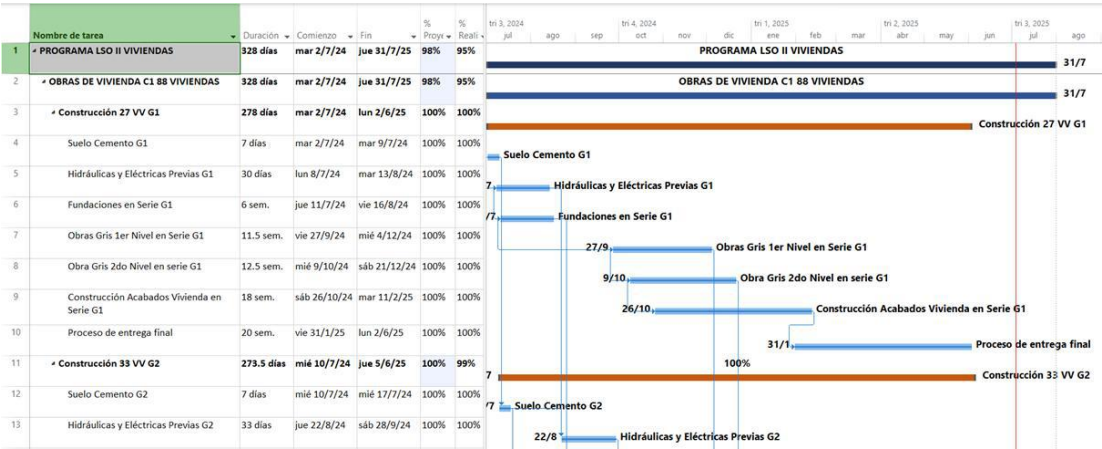 % %
tri 3, 2024 tri 4, 2024 tri 1, 2025 tri 2, 2025 tri 3, 2025
Nombre de tarea Duración Comienzo Fin Proye Reali jul ago sep oct nov dic ene feb mar abr may jun jul ago
1 PROGRAMA LSO II VIVIENDAS 328 días mar 2/7/24 jue 31/7/25 98% 95% PROGRAMA LSO II VIVIENDAS
31/7
2 OBRAS DE VIVIENDA C1 88 VIVIENDAS 328 días mar 2/7/24 jue 31/7/25 98% 95% OBRAS DE VIVIENDA C1 88 VIVIENDAS
31/7
3 Construcción 27 VV G1 278 días mar 2/7/24 lun 2/6/25 100% 100% Construcción 27 VV G1
4 Suelo Cemento G1 7 días mar 2/7/24 mar 9/7/24 100% 100% Suelo Cemento G1
5 Hidráulicas y Eléctricas Previas G1 30 días lun 8/7/24 mar 13/8/24 100% 100% 7 Hidráulicas y Eléctricas Previas G1
6 Fundaciones en Serie G1 6 sem. jue 11/7/24 vie 16/8/24 100% 100% /7 Fundaciones en Serie G1
7 Obras Gris 1er Nivel en Serie G1 11.5 sem. vie 27/9/24 mié 4/12/24 100% 100% 27/9 Obras Gris 1er Nivel en Serie G1
8 Obra Gris 2do Nivel en serie G1 12.5 sem. mié 9/10/24 sáb 21/12/24 100% 100% 9/10 Obra Gris 2do Nivel en serie G1
9 Construcción Acabados Vivienda en 18 sem. sáb 26/10/24 mar 11/2/25 100% 100% 26/10 Construcción Acabados Vivienda en Serie G1
Serie G1
10 Proceso de entrega final 20 sem. vie 31/1/25 lun 2/6/25 100% 100% 31/1 Proceso de entrega final
11 Construcción 33 VV G2 273.5 días mié 10/7/24 jue 5/6/25 100% 99% 100%
7 Construcción 33 VV G2
12 Suelo Cemento G2 7 días mié 10/7/24 mié 17/7/24 100% 100% /7 Suelo Cemento G2
13 Hidráulicas y Eléctricas Previas G2 33 días jue 22/8/24 sáb 28/9/24 100% 100% 22/8 Hidráulicas y Eléctricas Previas G2